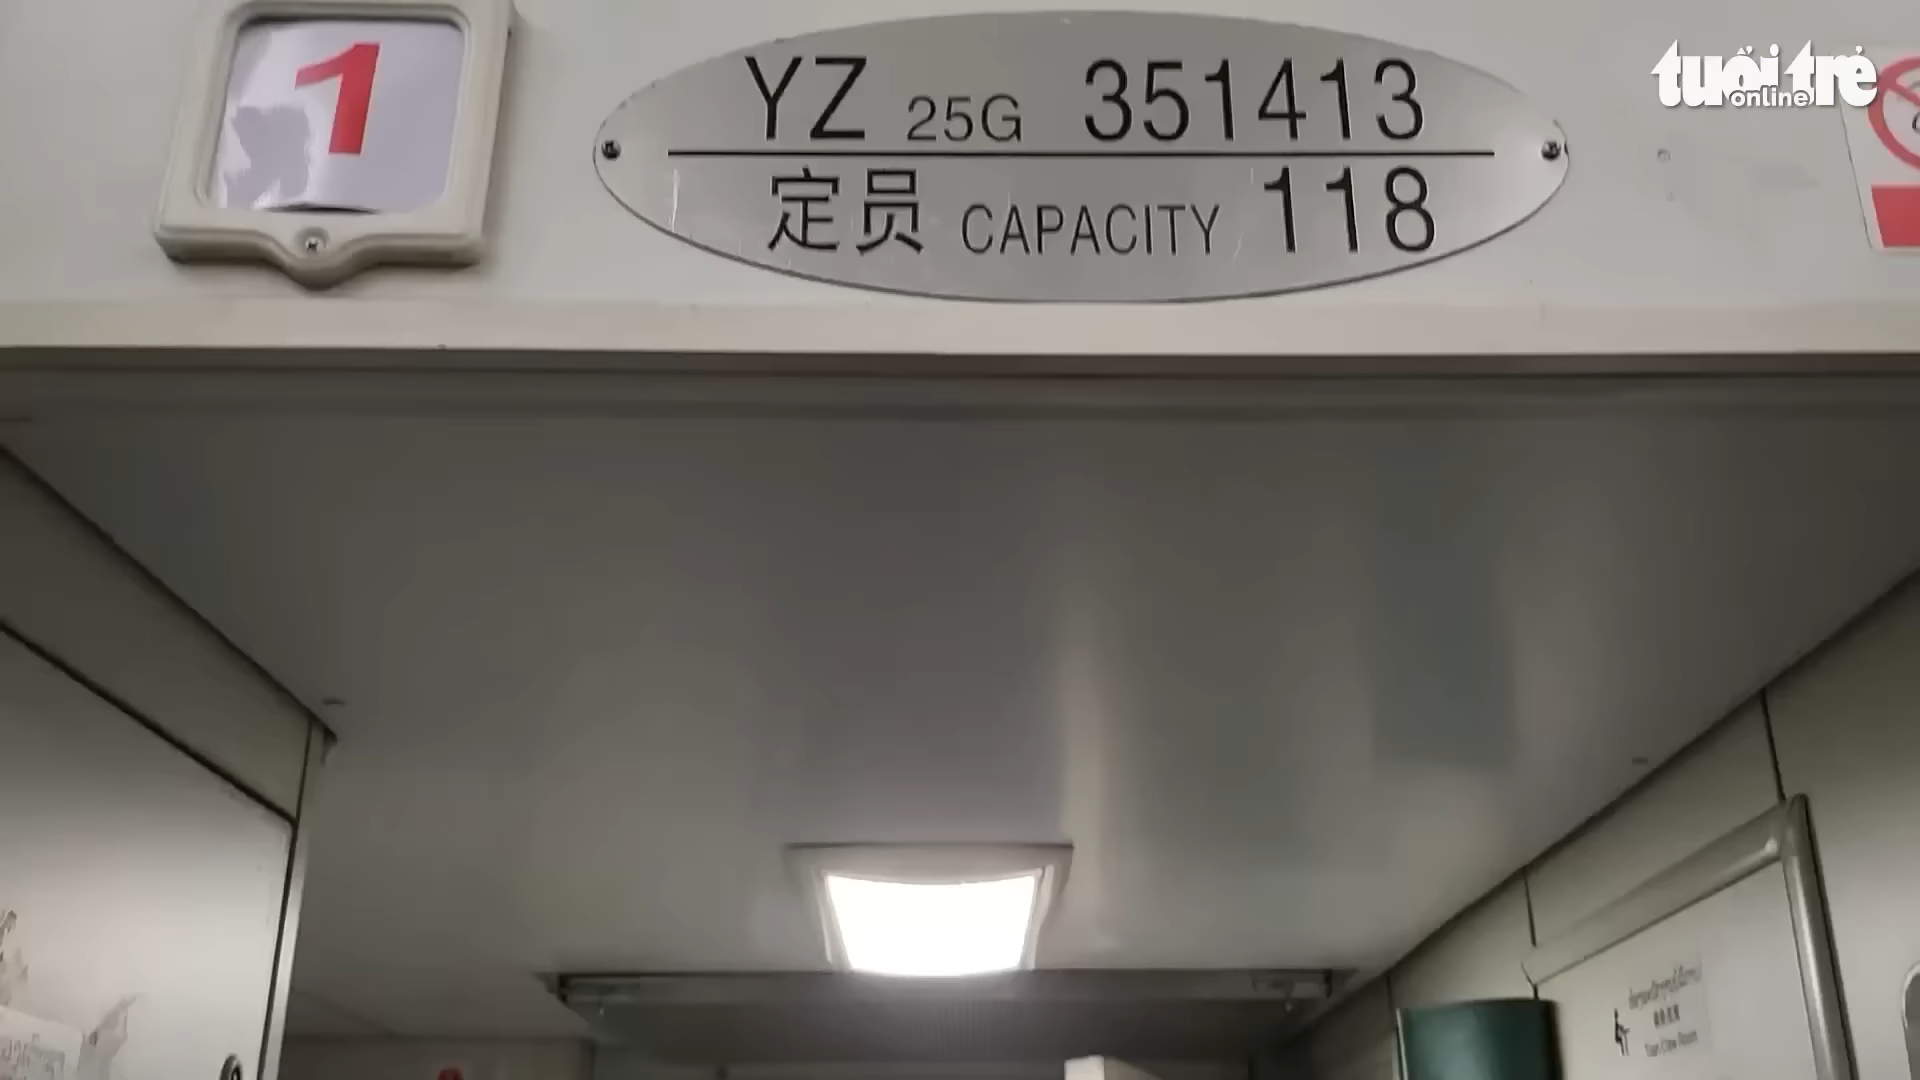 1
YZ 25G 351413
定员 CAPACITY 118
tuổi trẻ
online